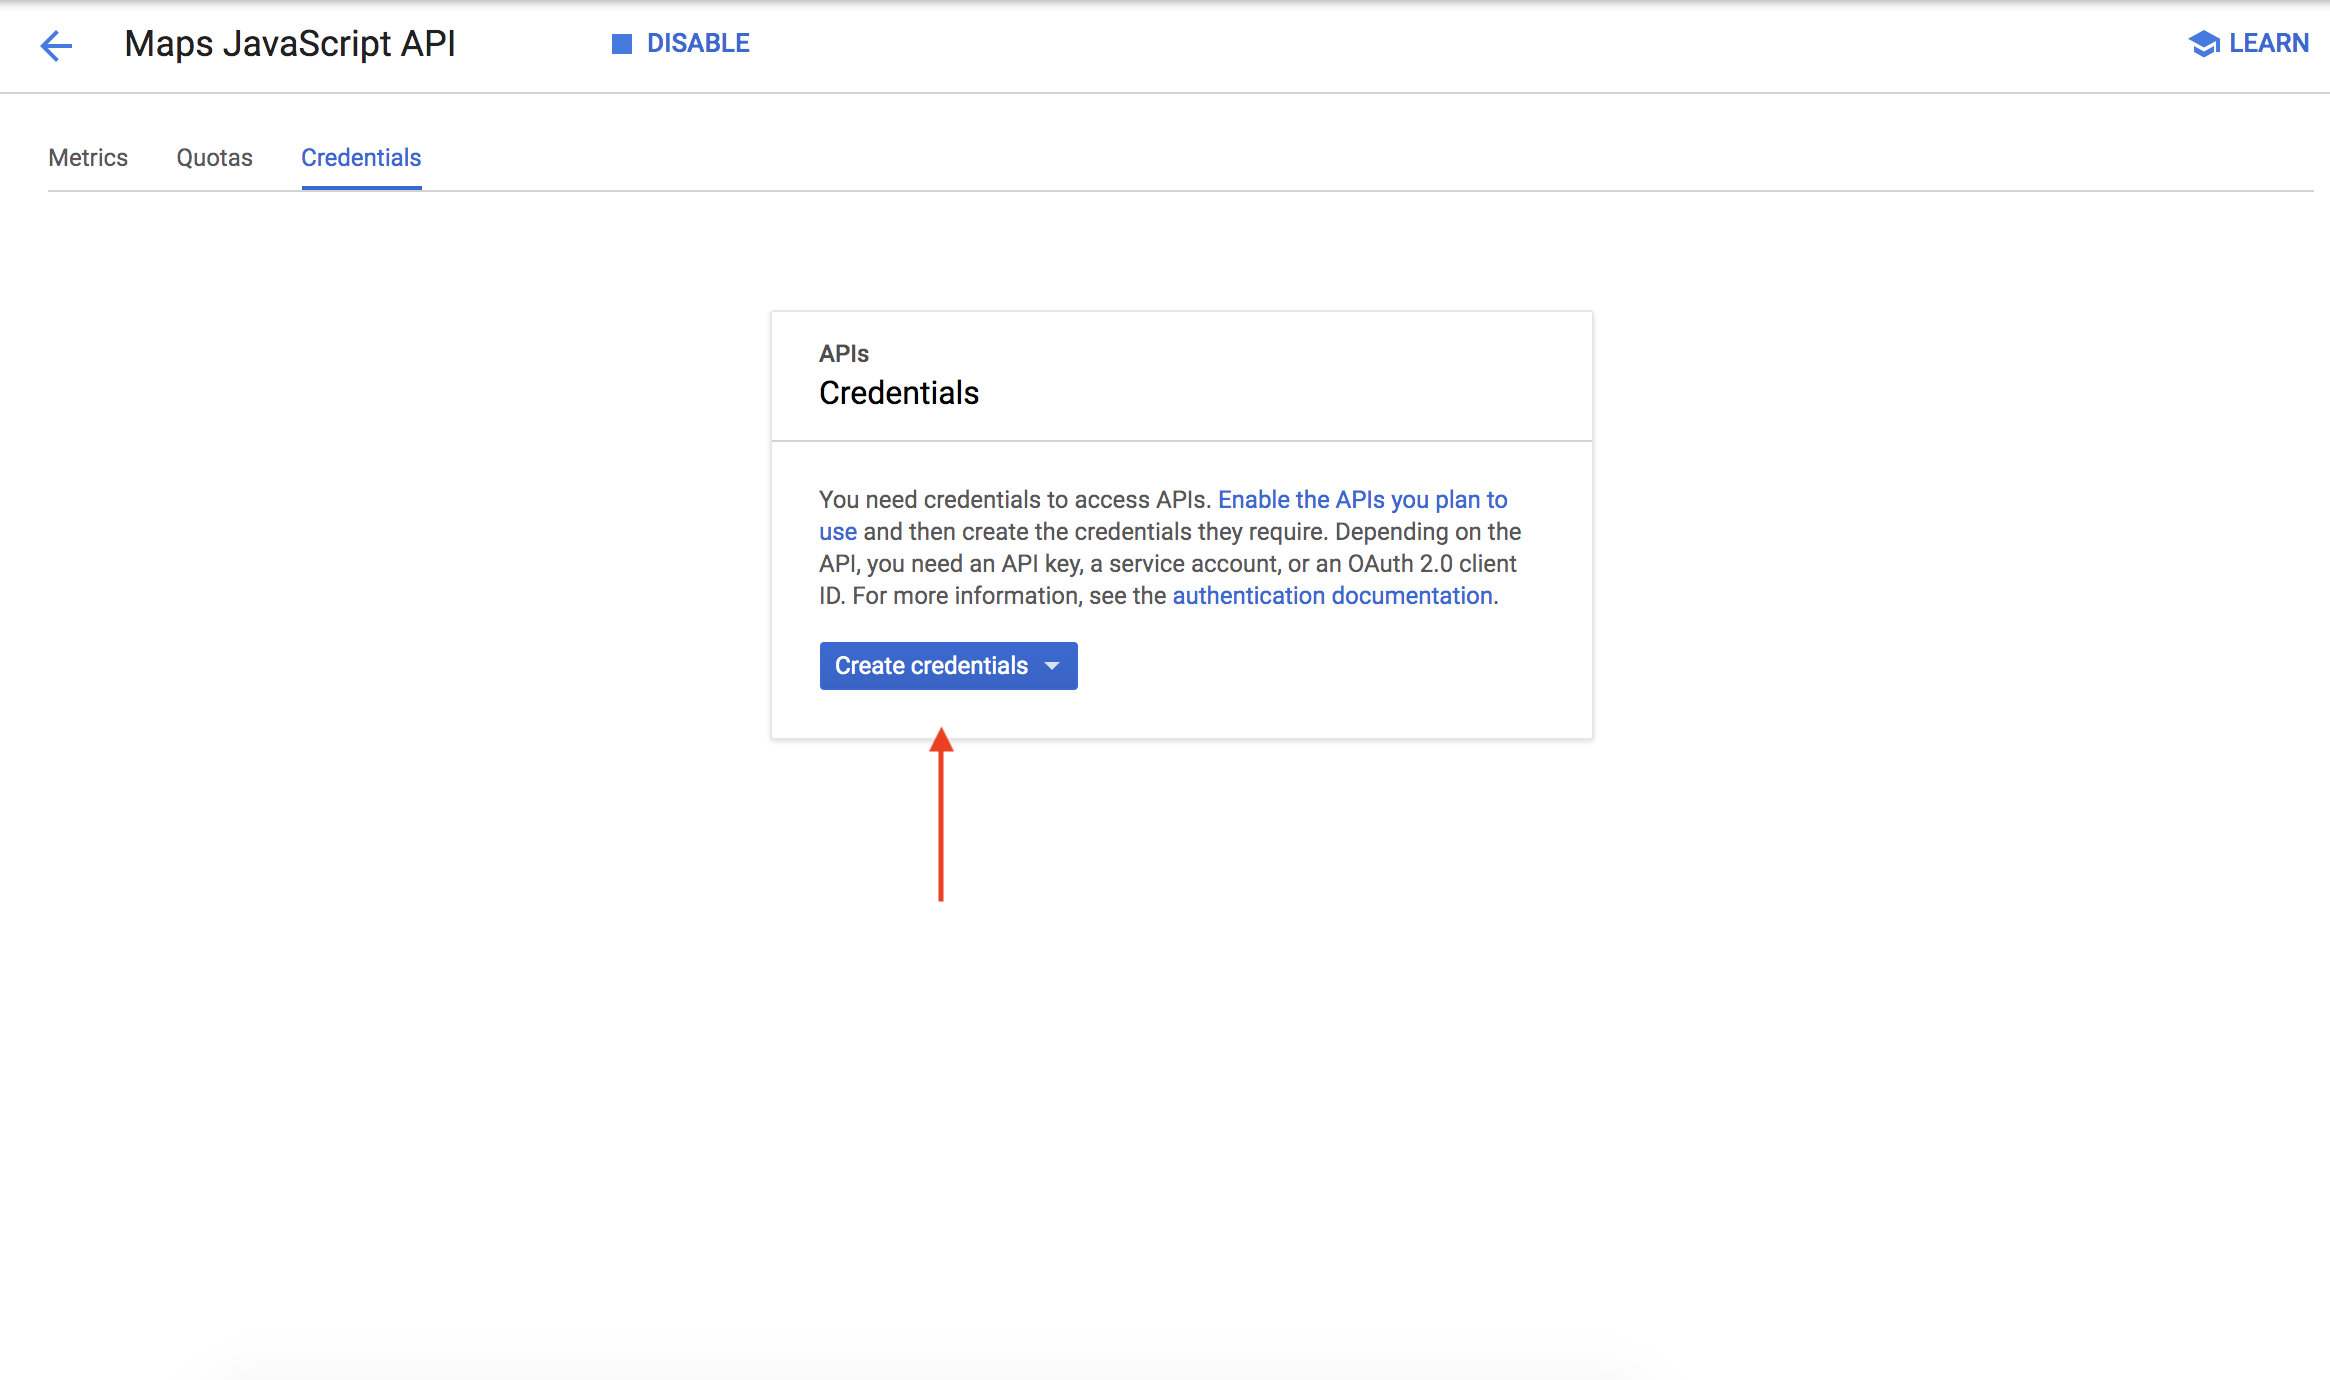 Maps JavaScript API
DISABLE
LEARN
Metrics
Quotas
Credentials
APIs
Credentials
You need credentials to access APIs. Enable the APIs you plan to
use and then create the credentials they require. Depending on the
API, you need an API key, a service account, or an OAuth 2.0 client
ID. For more information, see the authentication documentation.
Create credentials